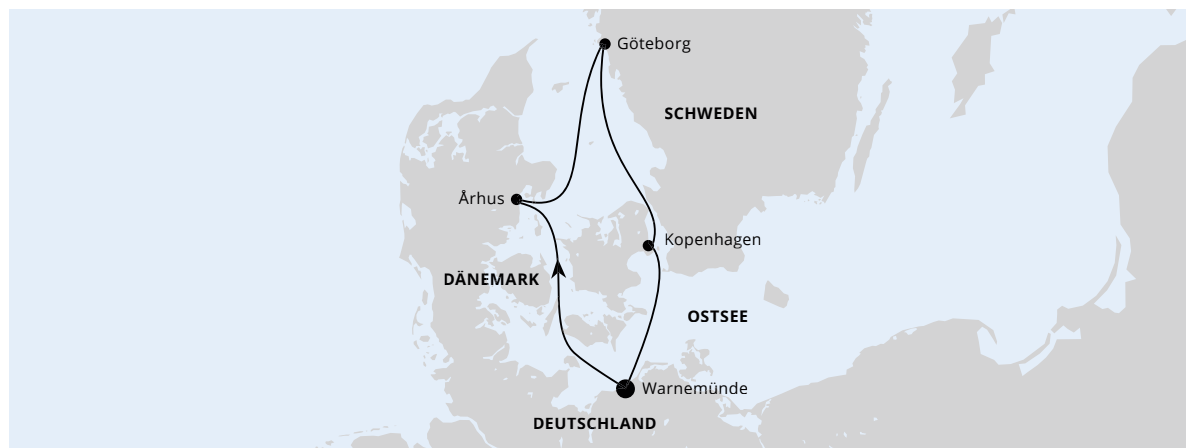 Göteborg
SCHWEDEN
Århus
Kopenhagen
DÄNEMARK
OSTSEE
Warnemünde
DEUTSCHLAND